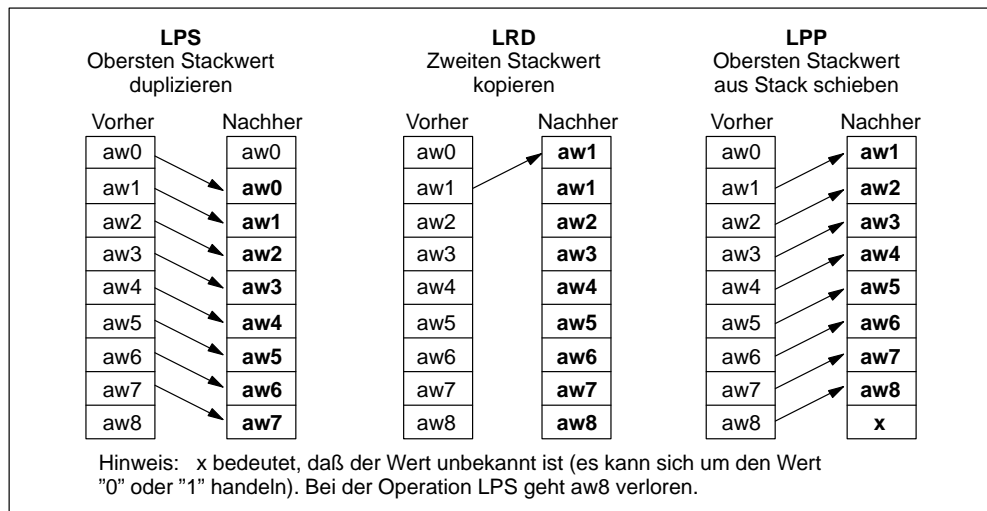 LPS
Obersten Stackwert
duplizieren
Vorher Nachher
aw0 aw0
aw1 aw0
aw2 aw1
aw3 aw2
aw4 aw3
aw5 aw4
aw6 aw5
aw7 aw6
aw8 aw7
LRD
Zweiten Stackwert
kopieren
Vorher Nachher
aw0 aw1
aw1 aw1
aw2 aw2
aw3 aw3
aw4 aw4
aw5 aw5
aw6 aw6
aw7 aw7
aw8 aw8
LPP
Obersten Stackwert
aus Stack schieben
Vorher Nachher
aw0 aw1
aw1 aw2
aw2 aw3
aw3 aw4
aw4 aw5
aw5 aw6
aw6 aw7
aw7 aw8
aw8 x
Hinweis: x bedeutet, daß der Wert unbekannt ist (es kann sich um den Wert
”0” oder ”1” handeln). Bei der Operation LPS geht aw8 verloren.